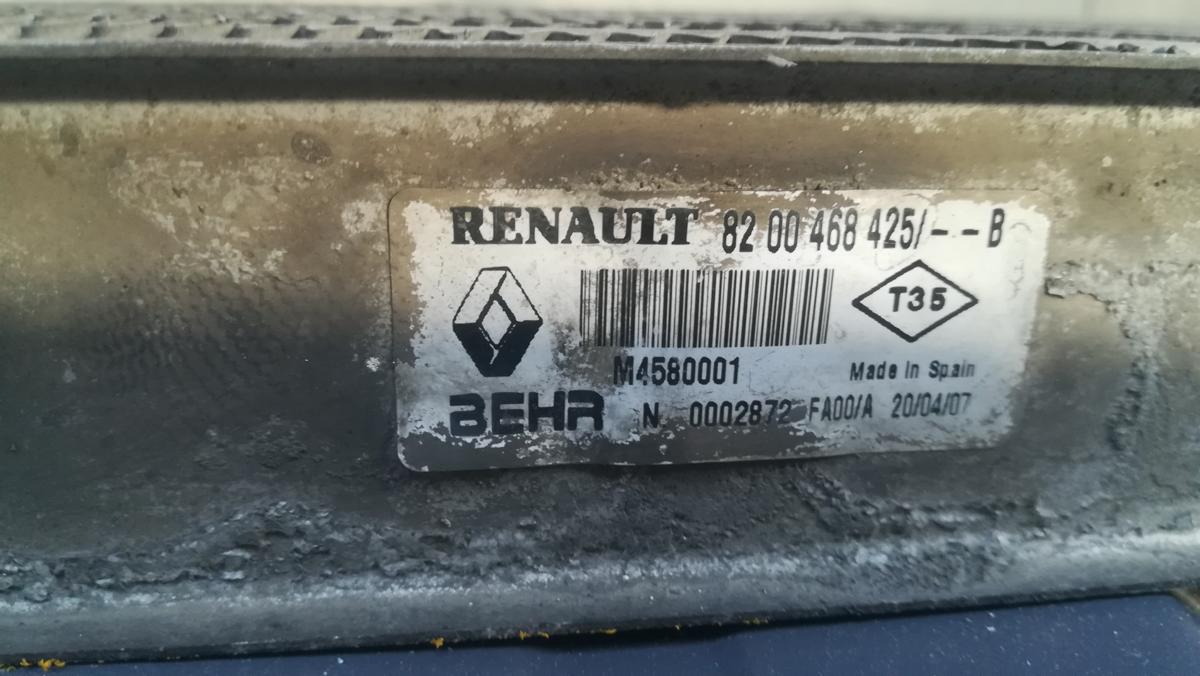 RENAULT 82 00 468 425/--B
T35
M4580001 Made In Spain
BEHR N. 0002872 FA00/A 20/04/07